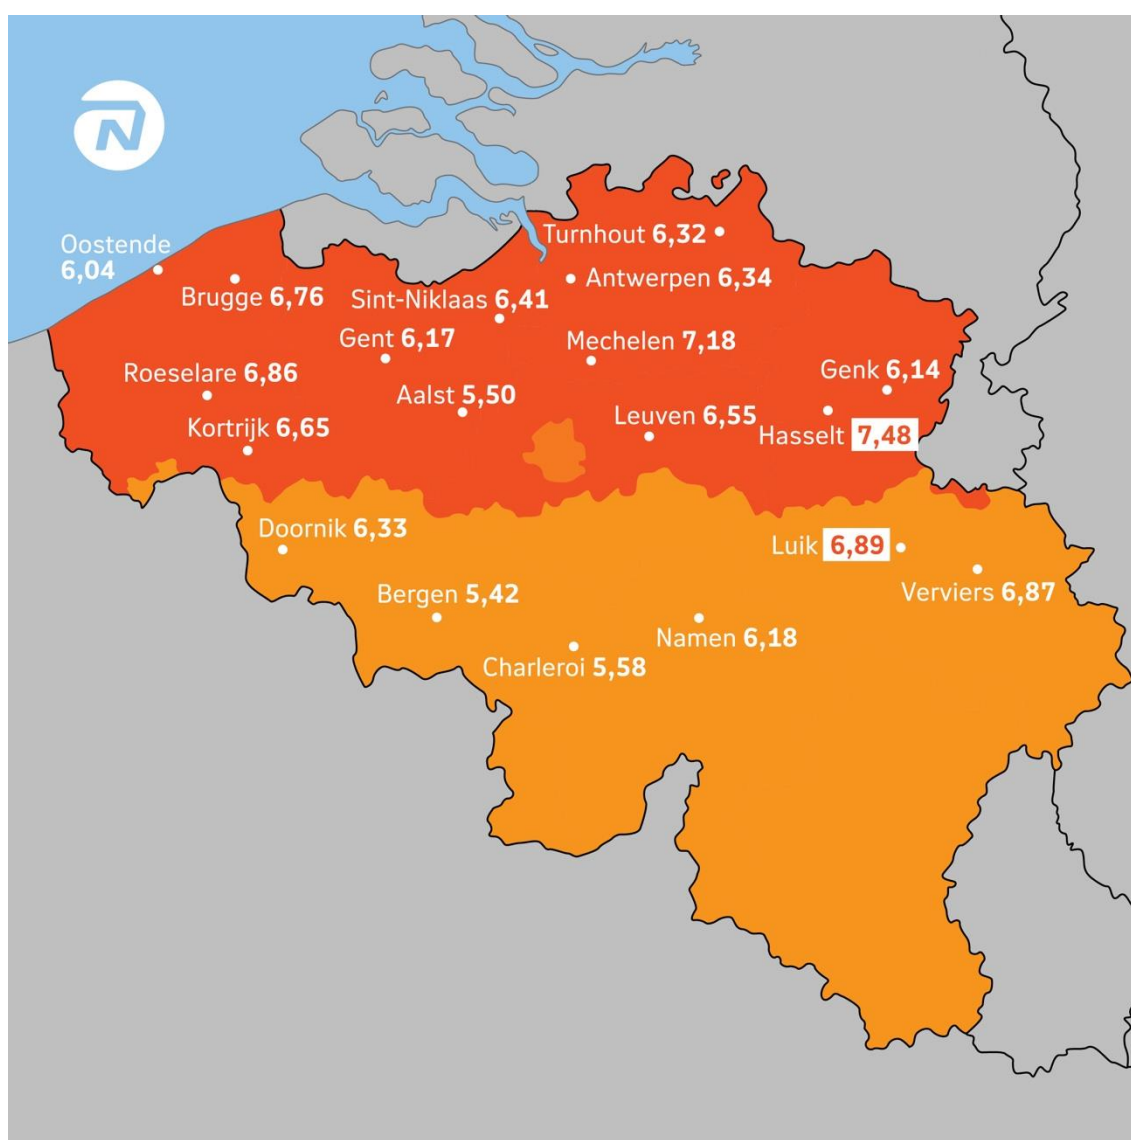 N
Turnhout 6,32
Oostende
6,04
Antwerpen 6,34
Brugge 6,76
Sint-Niklaas 6,41
Gent 6,17
Mechelen 7,18
Roeselare 6,86
Genk 6,14
Aalst 5,50
Leuven 6,55
Kortrijk 6,65
Hasselt 7,48
Doornik 6,33
Luik 6,89
Bergen 5,42
Verviers 6,87
Namen 6,18
Charleroi 5,58